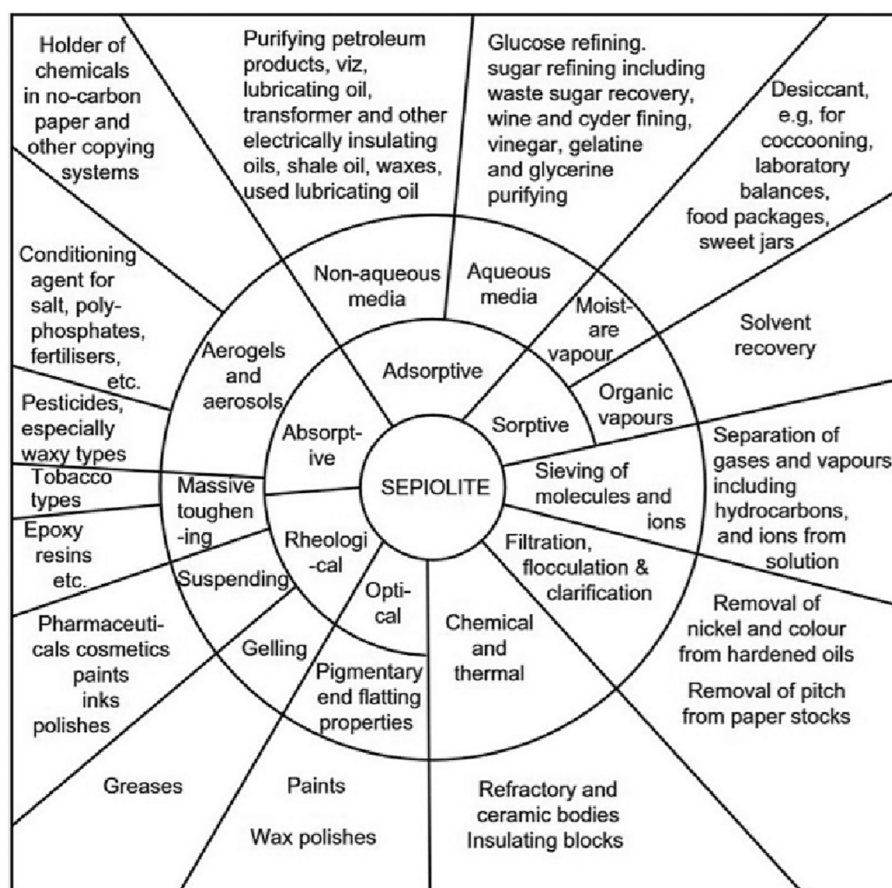 Holder of
chemicals
in no-carbon
paper and
other copying
systems
Purifying petroleum
products, viz,
lubricating oil,
transformer and other
electrically insulating
oils, shale oil, waxes,
used lubricating oil
Glucose refining.
sugar refining including
waste sugar recovery,
wine and cyder fining,
vinegar, gelatine
and glycerine
purifying
Desiccant,
e.g, for
coccooning,
laboratory
balances,
food packages,
sweet jars
Conditioning
agent for
salt, poly-
phosphates,
fertilisers,
etc.
Non-aqueous
media
Aqueous
media
Moist-
are
vapour
Solvent
recovery
Aerogels
and
aerosols
Adsorptive
Organic
vapours
Pesticides,
especially
waxy types
Absorpt-
ive
Sorptive
Separation of
gases and vapours
including
hydrocarbons,
and ions from
solution
Tobacco
types
Massive
toughen
-ing
SEPIOLITE
Sieving of
molecules and
ions
Epoxy
resins
etc.
Rheologi
-cal
Filtration,
flocculation &
clarification
Suspending
Opti-
cal
Chemical
and
thermal
Removal of
nickel and colour
from hardened oils
Removal of pitch
from paper stocks
Pharmaceuti-
cals cosmetics
paints
inks
polishes
Gelling
Pigmentary
end flatting
properties
Greases
Paints
Wax polishes
Refractory and
ceramic bodies
Insulating blocks